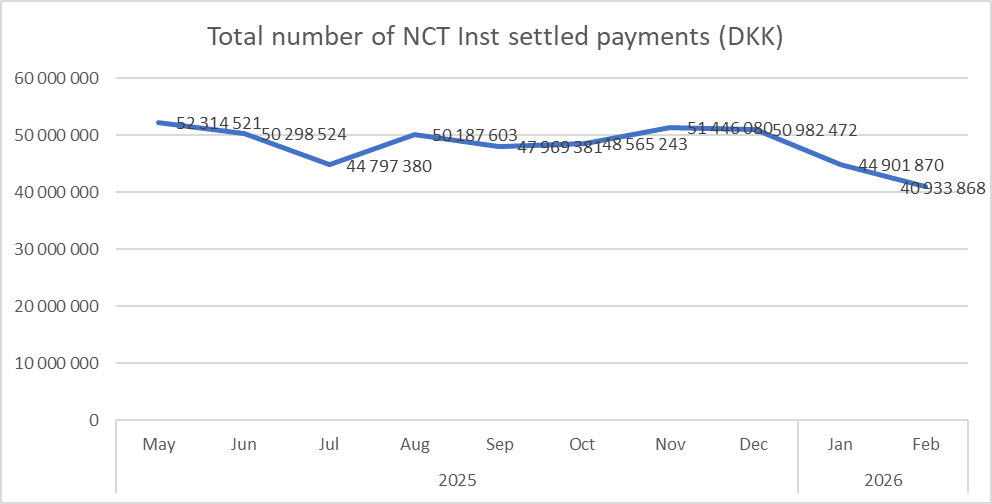 Total number of NCT Inst settled payments (DKK)
60 000 000
50 000 000
40 000 000
30 000 000
20 000 000
10 000 000
0
52 314 521
50 298 524
44 797 380
50 187 603
47 969 381
48 565 243
51 446 080
50 982 472
44 901 870
40 933 868
May Jun Jul Aug Sep Oct Nov Dec Jan Feb
2025 2026